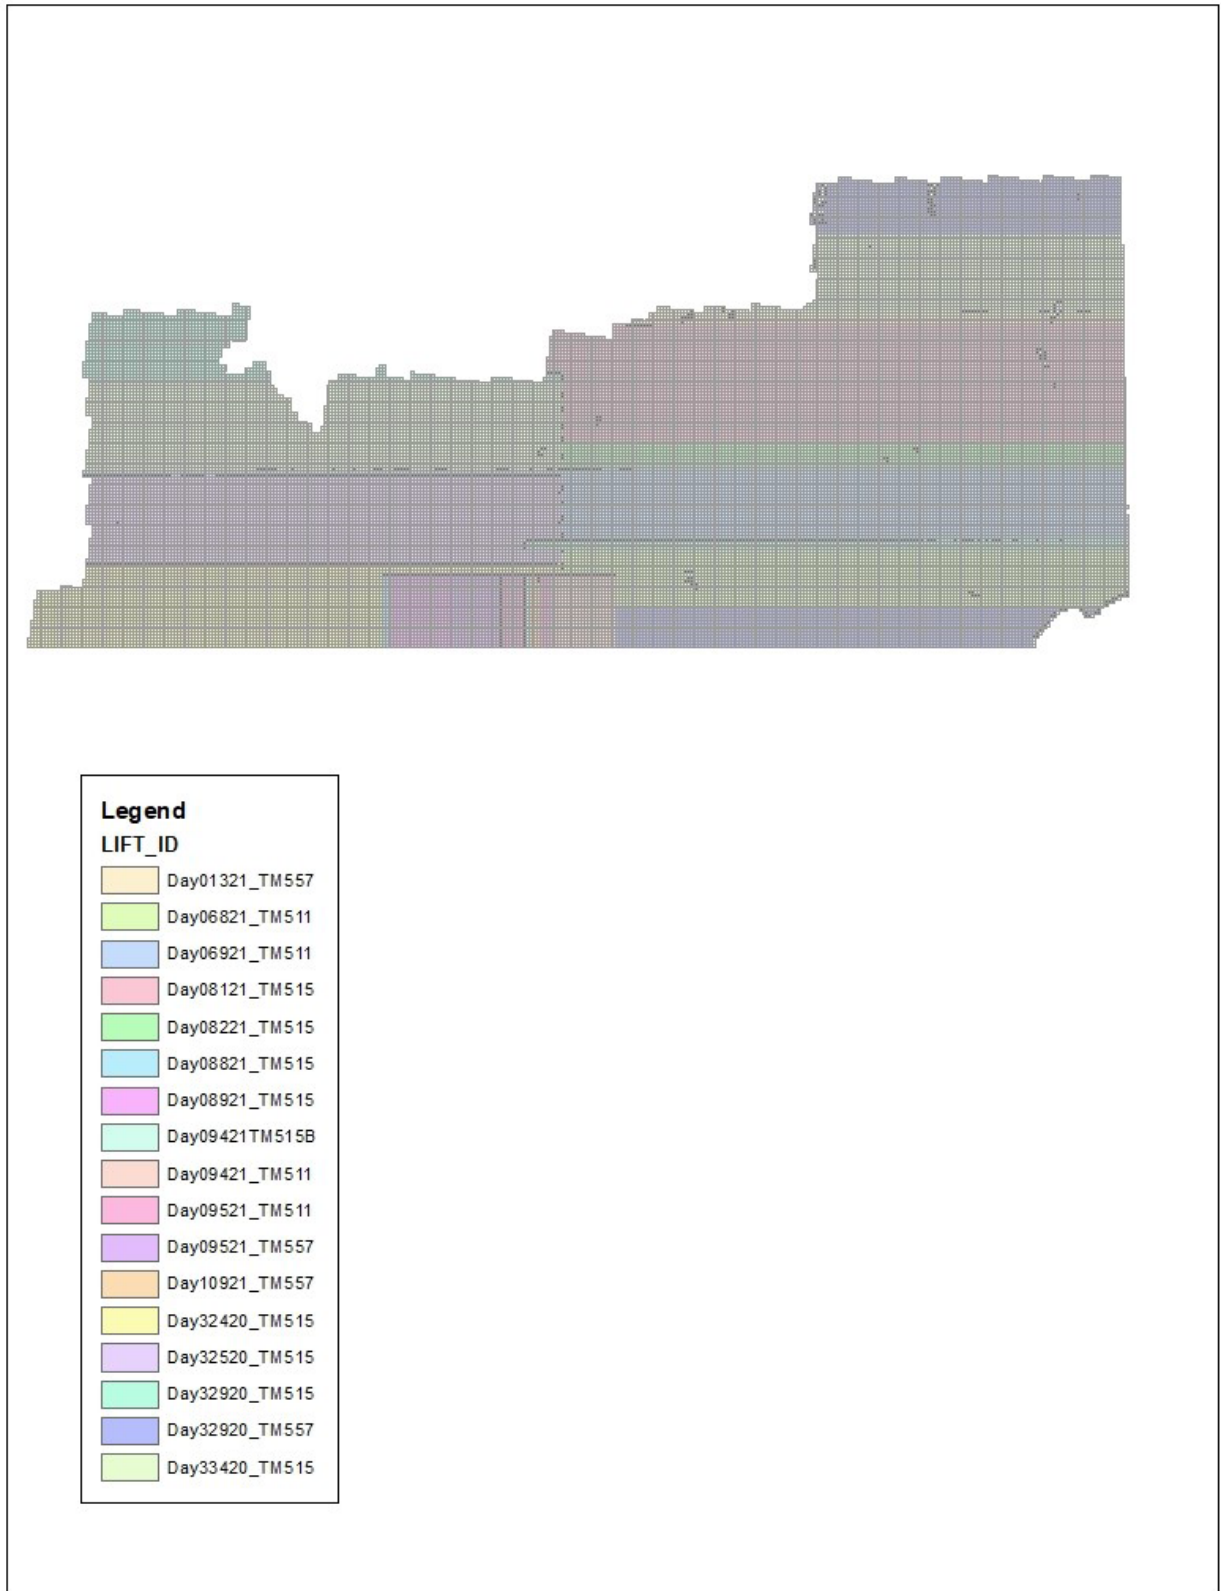 Legend
LIFT_ID
Day01321_TM557
Day06821_TM511
Day06921_TM511
Day08121_TM515
Day08221_TM515
Day08821_TM515
Day08921_TM515
Day09421TM515B
Day09421_TM511
Day09521_TM511
Day09521_TM557
Day10921_TM557
Day32420_TM515
Day32520_TM515
Day32920_TM515
Day32920_TM557
Day33420_TM515